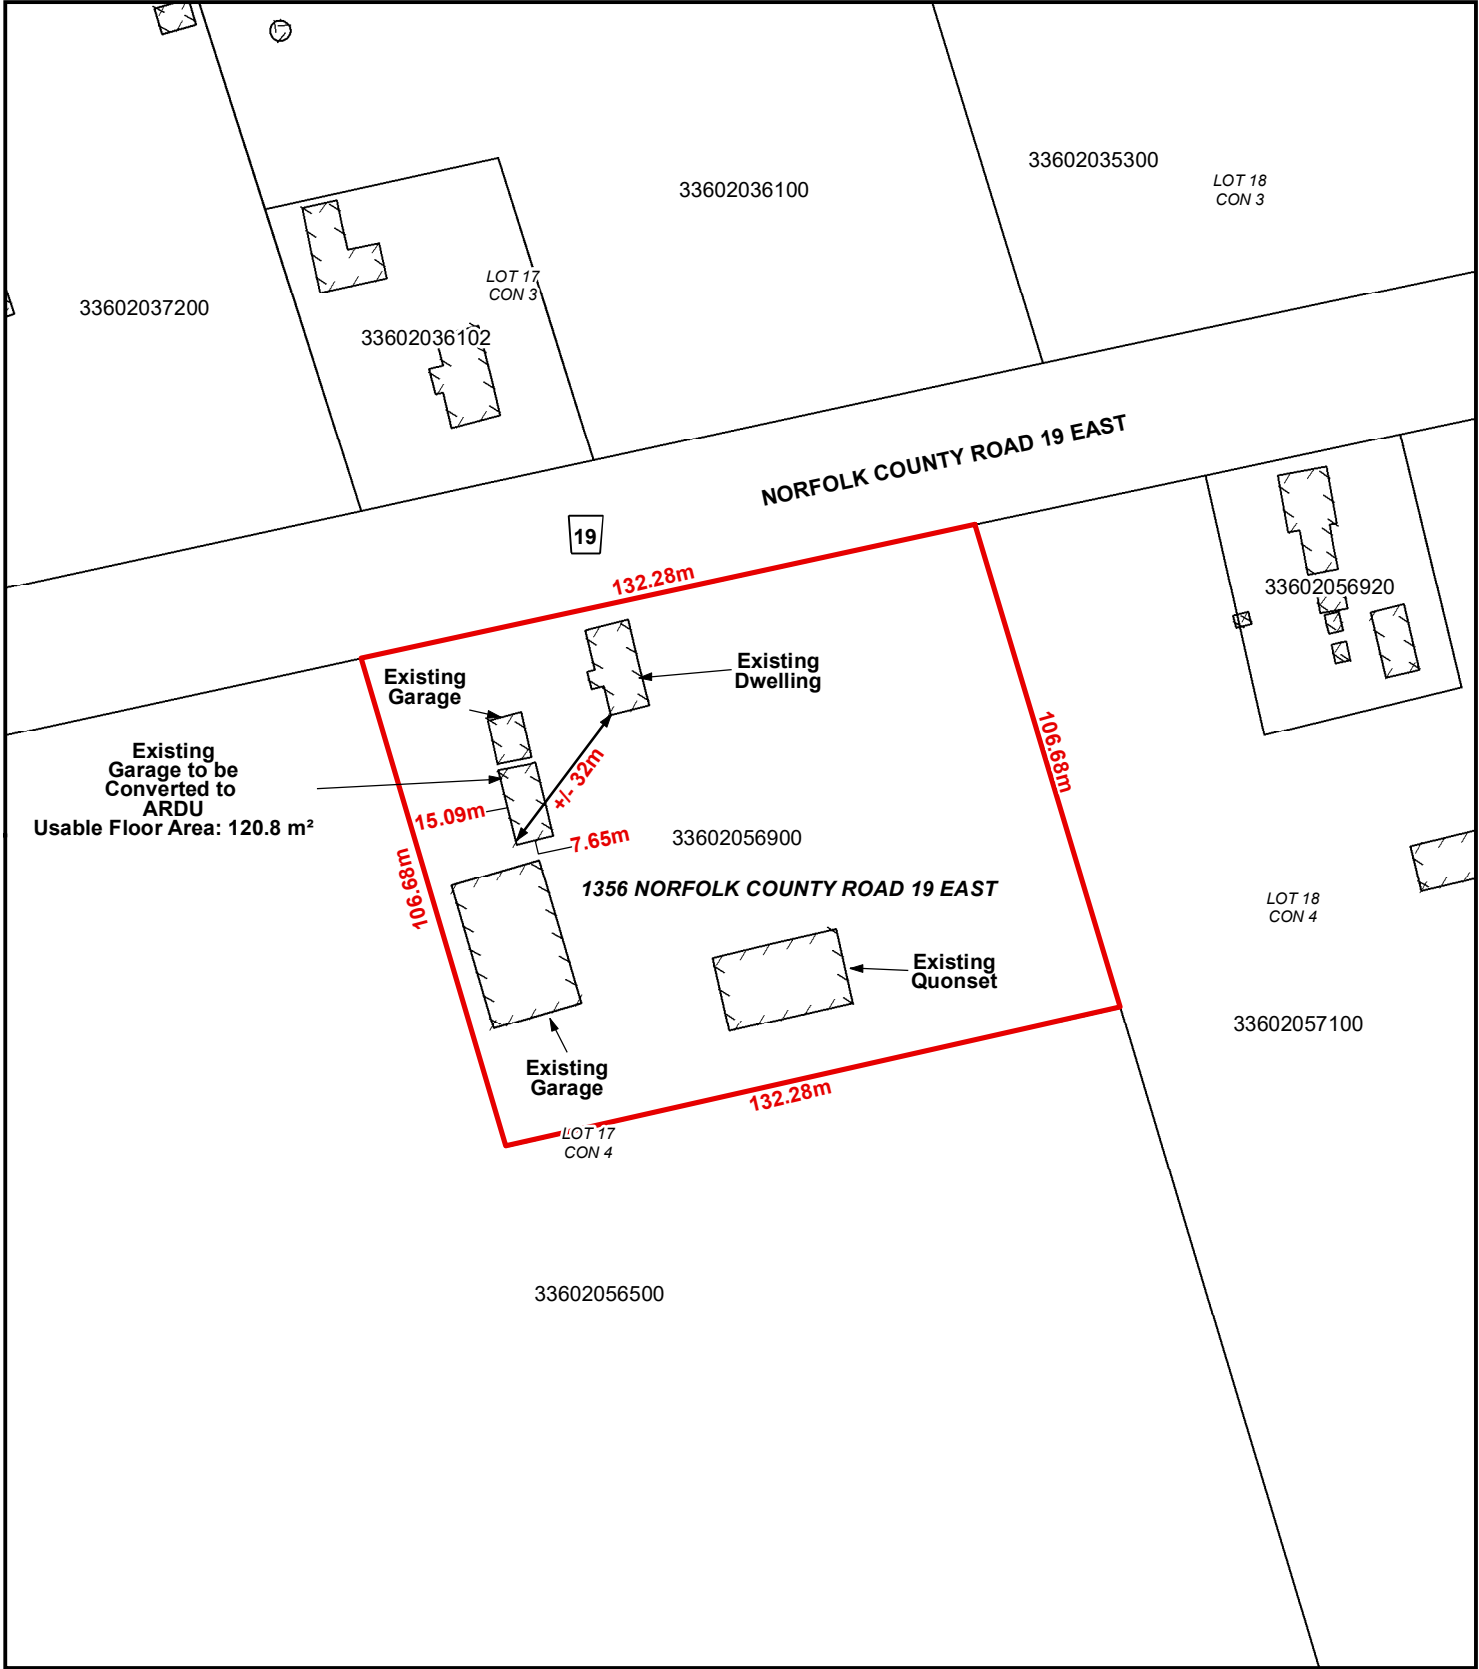 33602035300
LOT 18
CON 3
33602036100
LOT 17
CON 3
33602037200
33602036102
NORFOLK COUNTY ROAD 19 EAST
19
132.28m
33602056920
Existing
Garage
Existing
Dwelling
Existing
Garage to be
Converted to
ARDU
Usable Floor Area: 120.8 m²
+/- 32m
106.68m
15.09m
7.65m
33602056900
106.68m
1356 NORFOLK COUNTY ROAD 19 EAST
LOT 18
CON 4
Existing
Quonset
33602057100
Existing
Garage
132.28m
LOT 17
CON 4
33602056500